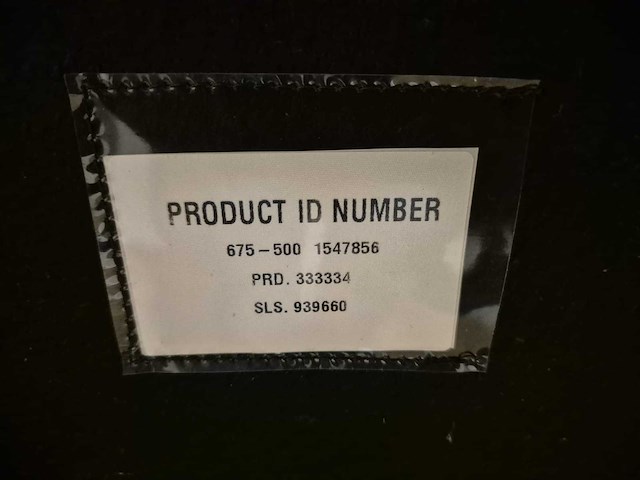 PRODUCT ID NUMBER
675-500 1547856
PRD. 333334
SLS. 939660